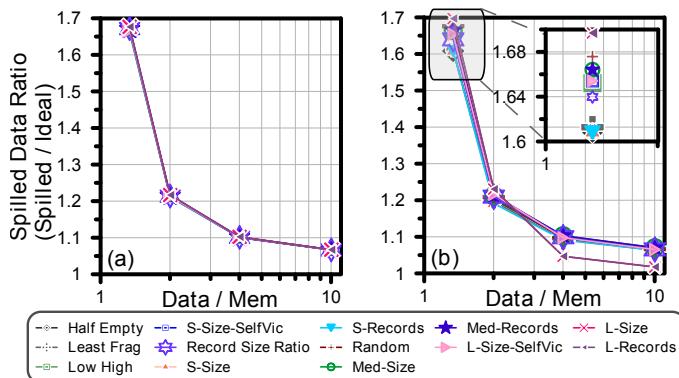 Spilled Data Ratio
(Spilled / Ideal)
1.7
1.6
1.5
1.4
1.3
1.2
1.1
1
(a)
1
10
Data / Mem
1.7
1.6
1.5
1.4
1.3
1.2
1.1
1
(b)
1
10
Data / Mem
1.68
1.64
1.6
1
Half Empty
S-Size-SelfVic
S-Records
Med-Records
L-Size
Least Frag
Record Size Ratio
Random
L-Size-SelfVic
L-Records
Low High
S-Size
Med-Size